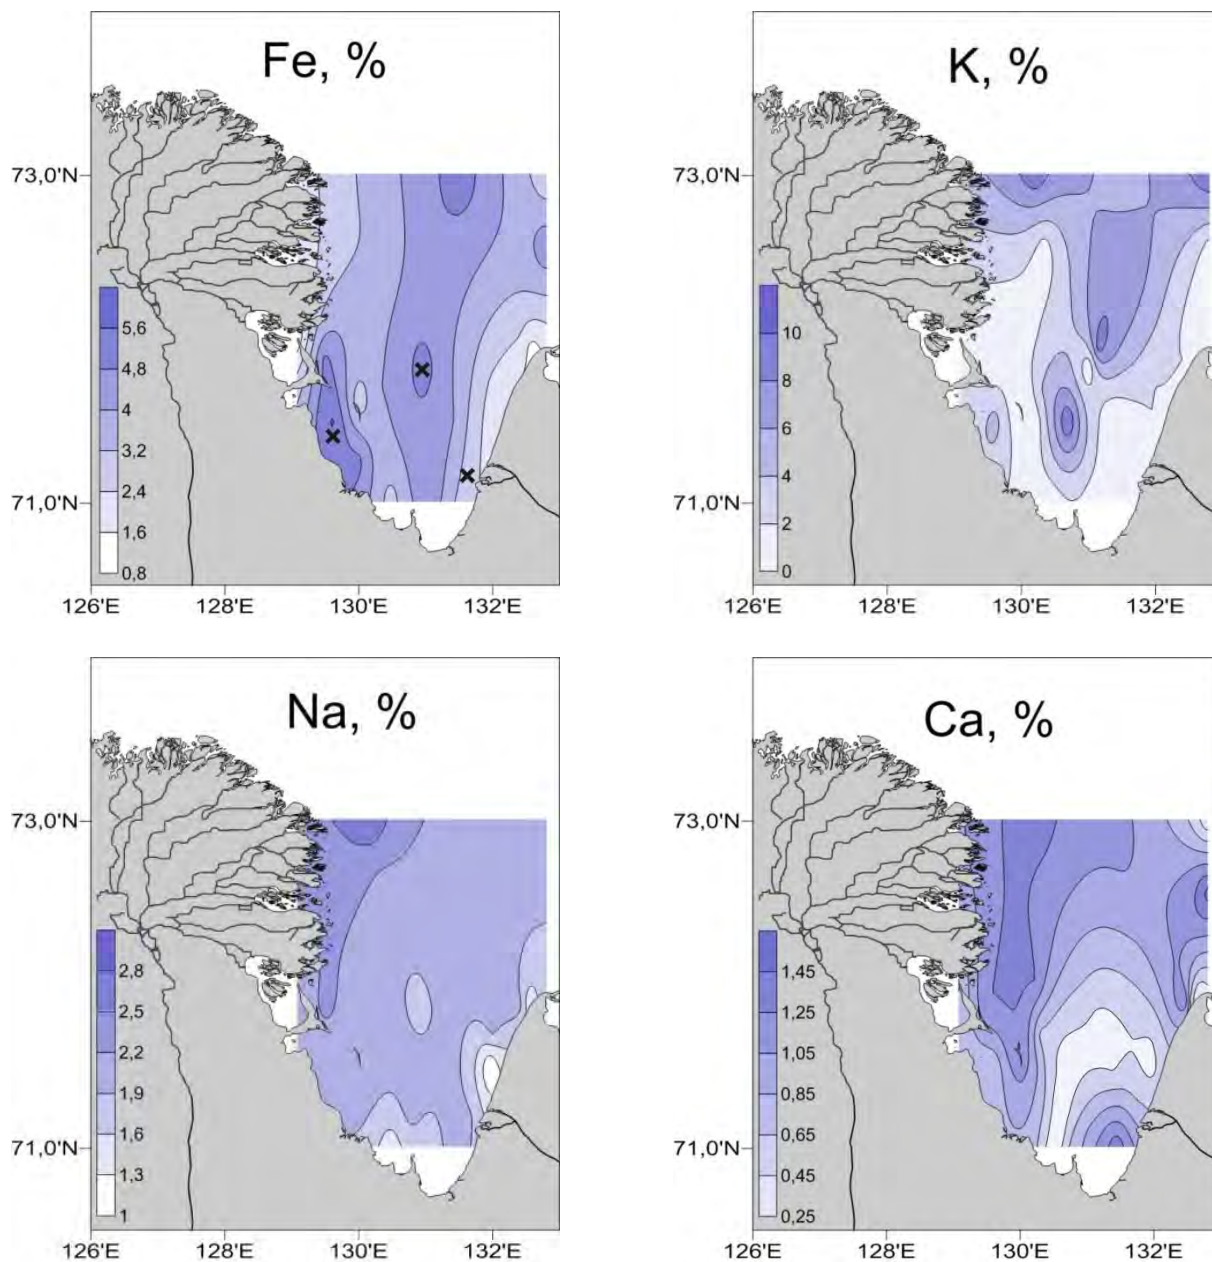 Fe, %
73,0'N
71,0'N
5.6
4.8
4
3.2
2.4
1.6
0,8
126'E
128'E
130'E
132'E
K, %
73,0'N
71,0'N
10
8
6
4
2
0
126'E
128'E
130'E
132'E
Na, %
73,0'N
71,0'N
2.8
2.5
2.2
1.9
1.6
1.3
1
126'E
128'E
130'E
132'E
Ca, %
73,0'N
71,0'N
1,45
1,25
1,05
0,85
0,65
0,45
0,25
126'E
128'E
130'E
132'E